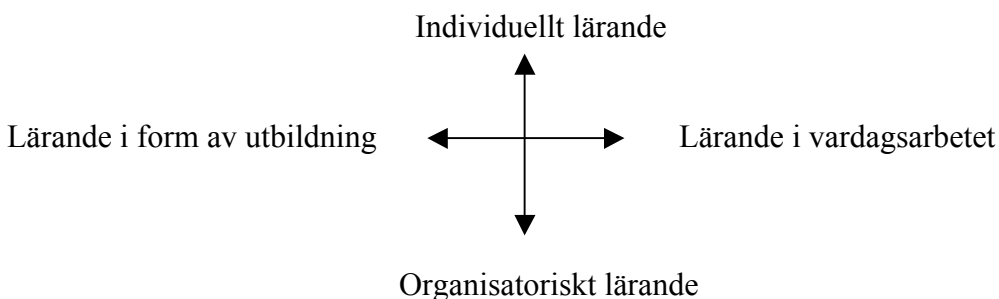 Individuellt lärande
Lärande i form av utbildning
Lärande i vardagsarbetet
Organisatoriskt lärande